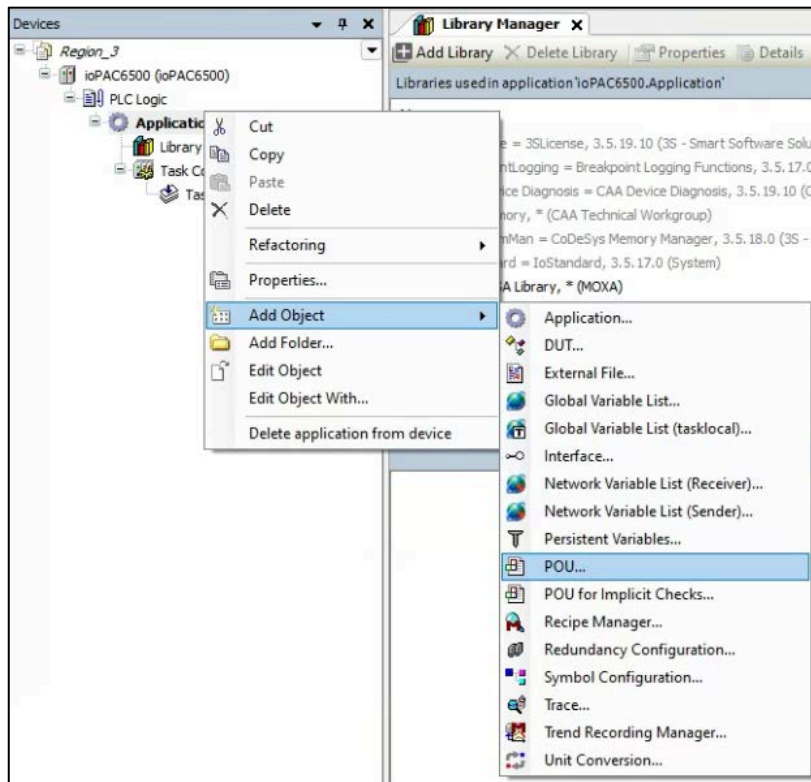 Devices
Region_3
ioPAC6500 (ioPAC6500)
PLC Logic
Applicatio
Library
Task Co
Tas
Cut
Copy
Paste
Delete
Refactoring
Properties...
Add Object
Add Folder...
Edit Object
Edit Object With...
Delete application from device
Library Manager
Add Library Delete Library Properties Details
Libraries used in application 'ioPAC6500.Application'
e = 3SLicense, 3.5.19.10 (3S - Smart Software Solu
ntLogging = Breakpoint Logging Functions, 3.5.17.0
ice Diagnosis = CAA Device Diagnosis, 3.5.19.10 (C
mory, * (CAA Technical Workgroup)
mMan = CoDeSys Memory Manager, 3.5.18.0 (3S -
ard = IoStandard, 3.5.17.0 (System)
A Library, * (MOXA)
Application...
DUT...
External File...
Global Variable List...
Global Variable List (tasklocal)...
Interface...
Network Variable List (Receiver)...
Network Variable List (Sender)...
Persistent Variables...
POU...
POU for Implicit Checks...
Recipe Manager...
Redundancy Configuration...
Symbol Configuration...
Trace...
Trend Recording Manager...
Unit Conversion...